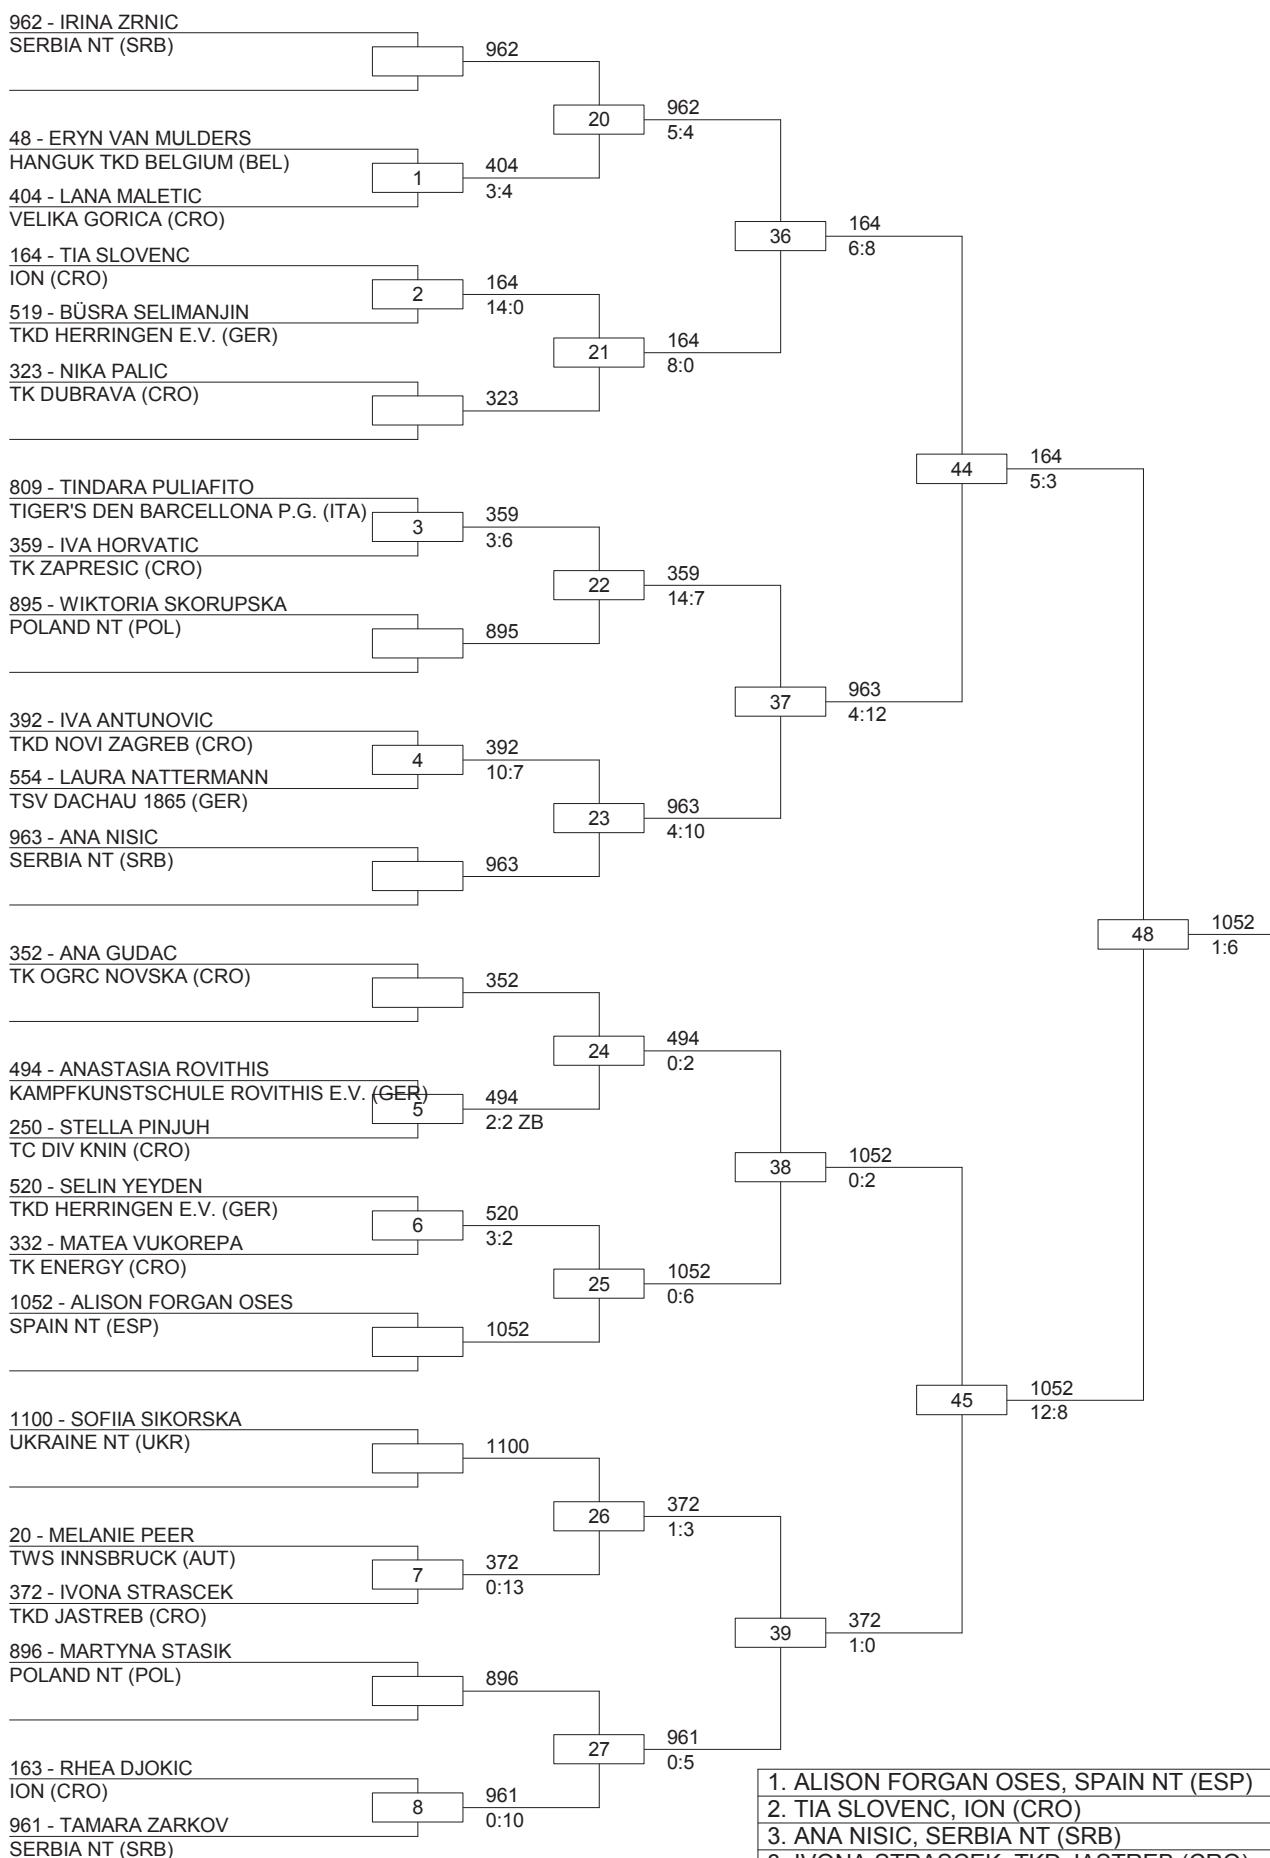 962 - IRINA ZRNIC
SERBIA NT (SRB)
962
20
962
5:4
48 - ERYN VAN MULDERS
HANGUK TKD BELGIUM (BEL)
1
404
3:4
404 - LANA MALETIC
VELIKA GORICA (CRO)
36
164
6:8
164 - TIA SLOVENC
ION (CRO)
2
164
14:0
519 - BÜSRA SELIMANJIN
TKD HERRINGEN E.V. (GER)
21
164
8:0
323 - NIKA PALIC
TK DUBRAVA (CRO)
323
44
164
5:3
809 - TINDARA PULIAFITO
TIGER'S DEN BARCELLONA P.G. (ITA)
3
359
3:6
359 - IVA HORVATIC
TK ZAPRESIC (CRO)
22
359
14:7
895 - WIKTORIA SKORUPSKA
POLAND NT (POL)
895
37
963
4:12
392 - IVA ANTUNOVIC
TKD NOVI ZAGREB (CRO)
4
392
10:7
554 - LAURA NATTERMANN
TSV DACHAU 1865 (GER)
23
963
4:10
963 - ANA NISIC
SERBIA NT (SRB)
963
48
1052
1:6
352 - ANA GUDAC
TK OGRC NOVSKA (CRO)
352
24
494
0:2
494 - ANASTASIA ROVITHIS
KAMPFKUNSTSCHULE ROVITHIS E.V. (GER)
5
494
2:2 ZB
250 - STELLA PINJUH
TC DIV KNIN (CRO)
38
1052
0:2
520 - SELIN YEYDEN
TKD HERRINGEN E.V. (GER)
6
520
3:2
332 - MATEA VUKOREPA
TK ENERGY (CRO)
25
1052
0:6
1052 - ALISON FORGAN OSES
SPAIN NT (ESP)
1052
45
1052
12:8
1100 - SOFIIA SIKORSKA
UKRAINE NT (UKR)
1100
26
372
1:3
20 - MELANIE PEER
TWS INNSBRUCK (AUT)
7
372
0:13
372 - IVONA STRASCEK
TKD JASTREB (CRO)
39
372
1:0
896 - MARTYNA STASIK
POLAND NT (POL)
896
27
961
0:5
163 - RHEA DJOKIC
ION (CRO)
8
961
0:10
961 - TAMARA ZARKOV
SERBIA NT (SRB)
1. ALISON FORGAN OSES, SPAIN NT (ESP)
2. TIA SLOVENC, ION (CRO)
3. ANA NISIC, SERBIA NT (SRB)
3. IVONA STRASCEK, TKD JASTREB (CRO)